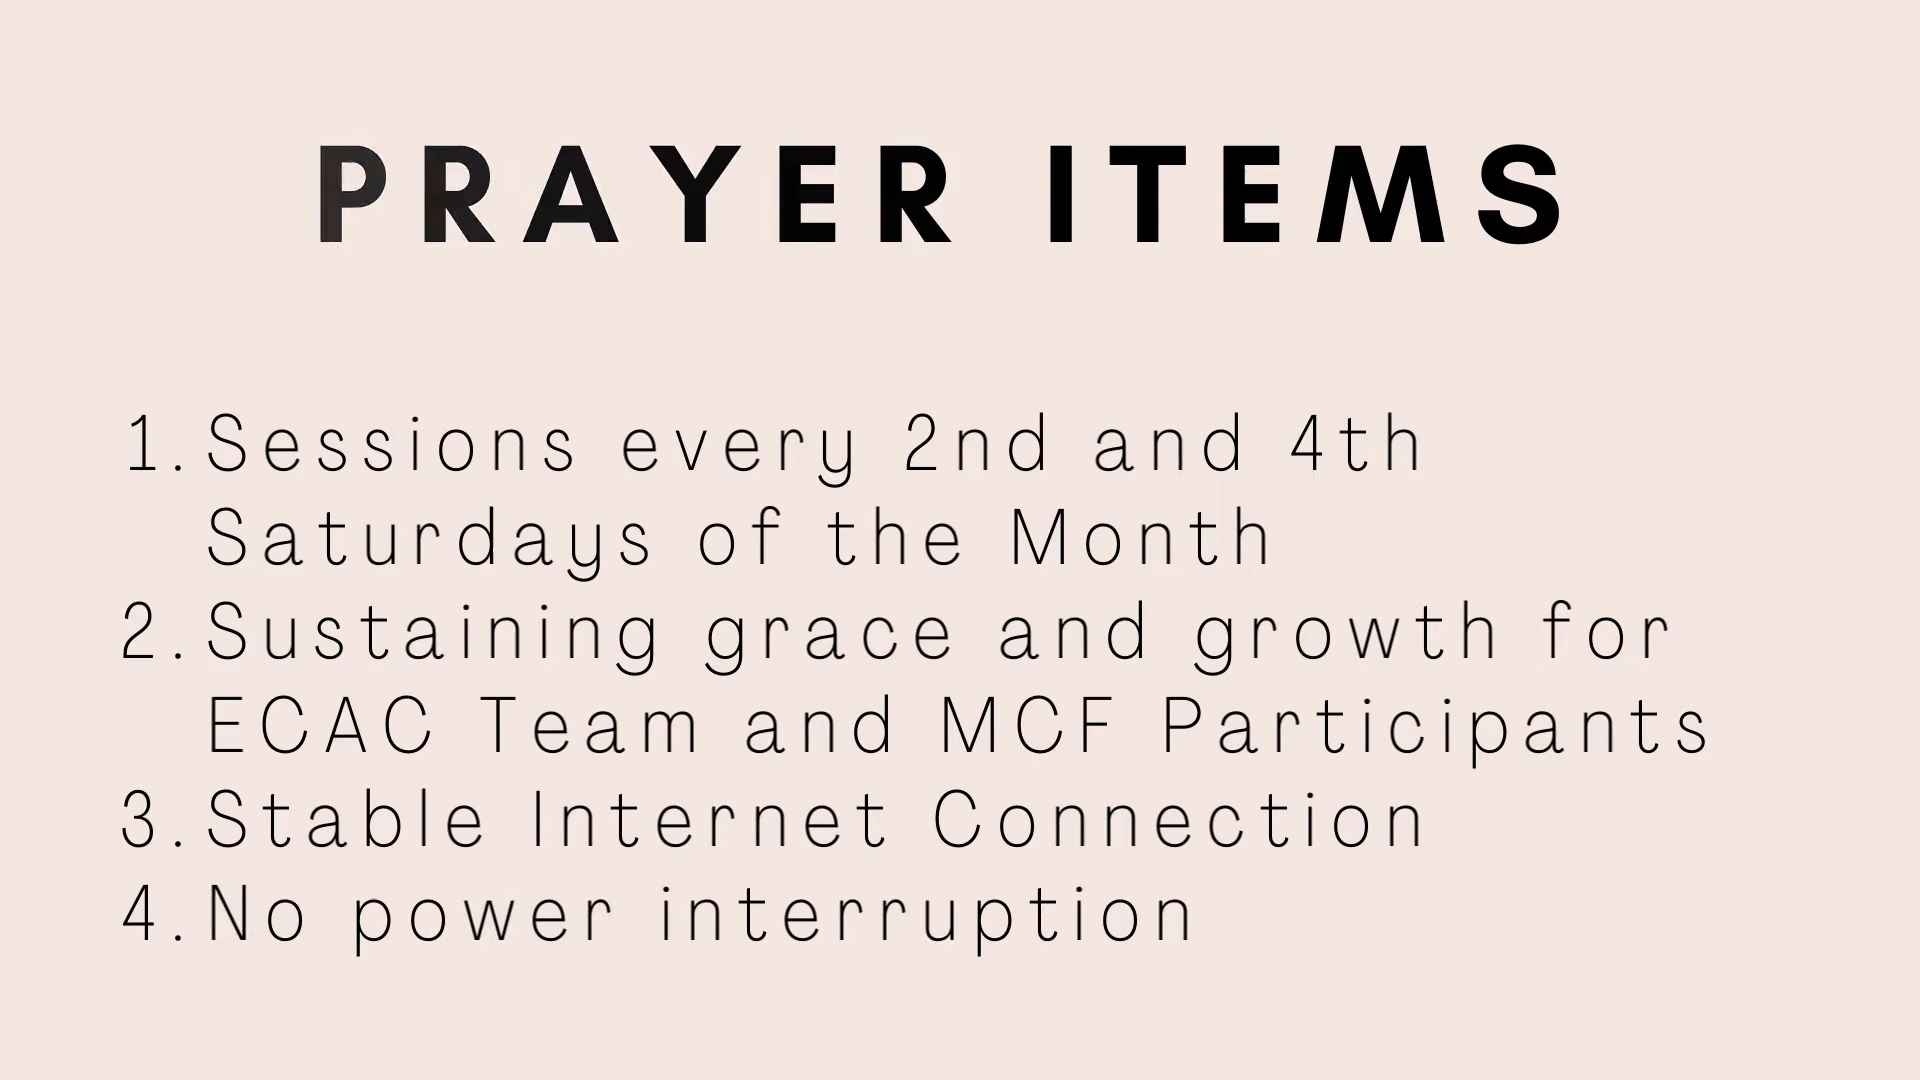 PRAYER ITEMS
1. Sessions every 2nd and 4th
Saturdays of the Month
2. Sustaining grace and growth for
ECAC Team and MCF Participants
3. Stable Internet Connection
4. No power interruption